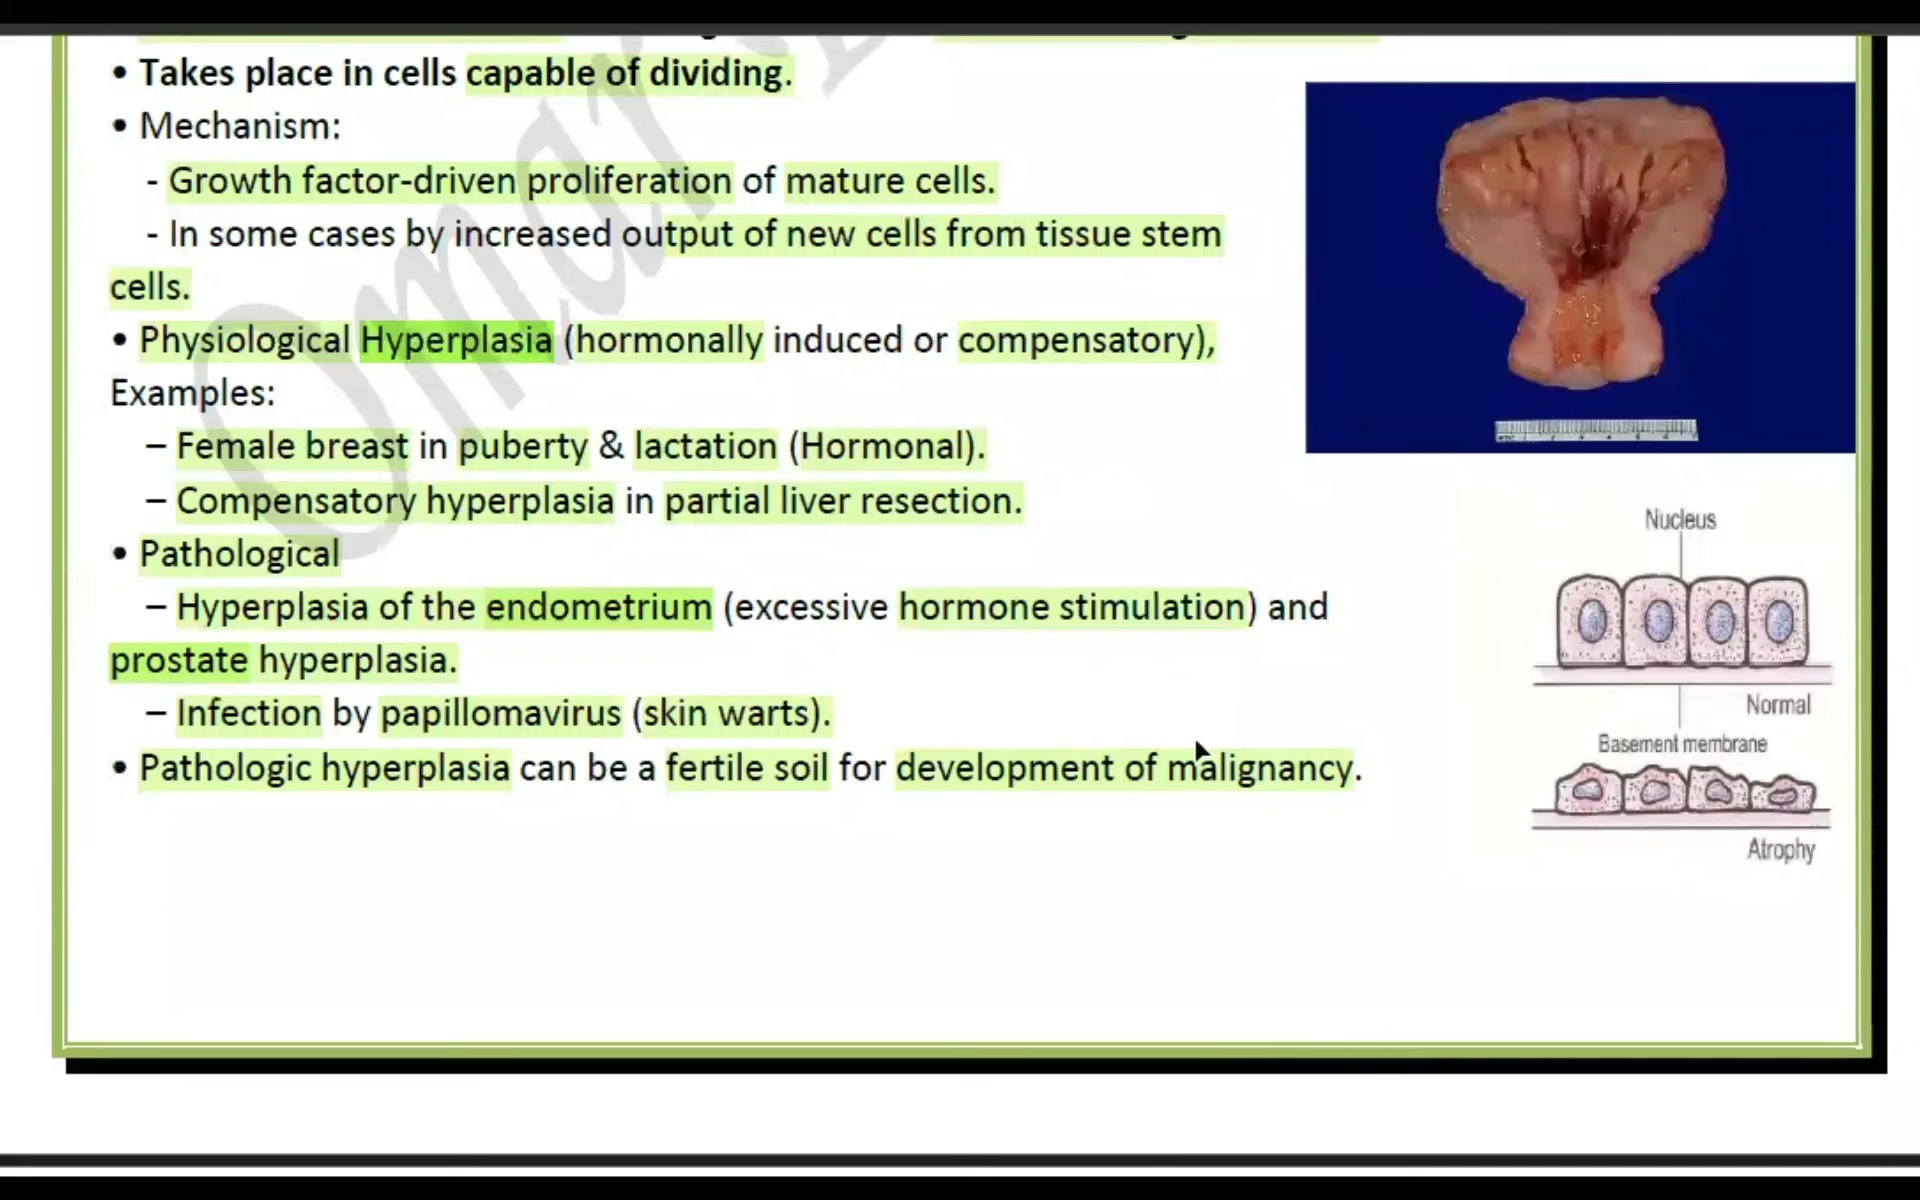 • Takes place in cells capable of dividing.
• Mechanism:
- Growth factor-driven proliferation of mature cells.
- In some cases by increased output of new cells from tissue stem
cells.
• Physiological Hyperplasia (hormonally induced or compensatory),
Examples:
– Female breast in puberty & lactation (Hormonal).
– Compensatory hyperplasia in partial liver resection.
• Pathological
– Hyperplasia of the endometrium (excessive hormone stimulation) and
prostate hyperplasia.
– Infection by papillomavirus (skin warts).
• Pathologic hyperplasia can be a fertile soil for development of malignancy.
Nucleus
Normal
Basement membrane
Atrophy
Omar